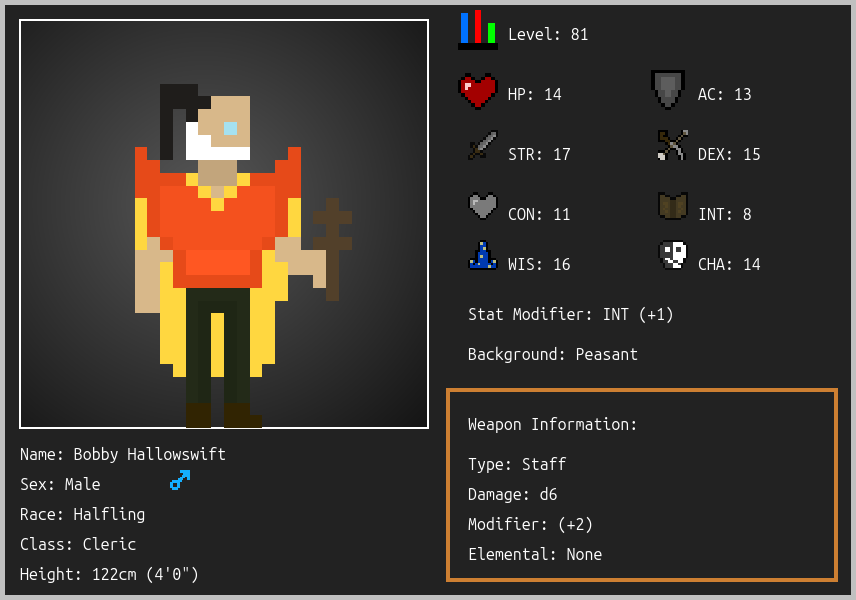 Level: 81
HP: 14
AC: 13
STR: 17
DEX: 15
CON: 11
INT: 8
WIS: 16
CHA: 14
Stat Modifier: INT (+1)
Background: Peasant
Weapon Information:
Type: Staff
Damage: d6
Modifier: (+2)
Elemental: None
Name: Bobby Hallowswift
Sex: Male
Race: Halfling
Class: Cleric
Height: 122cm (4'0")